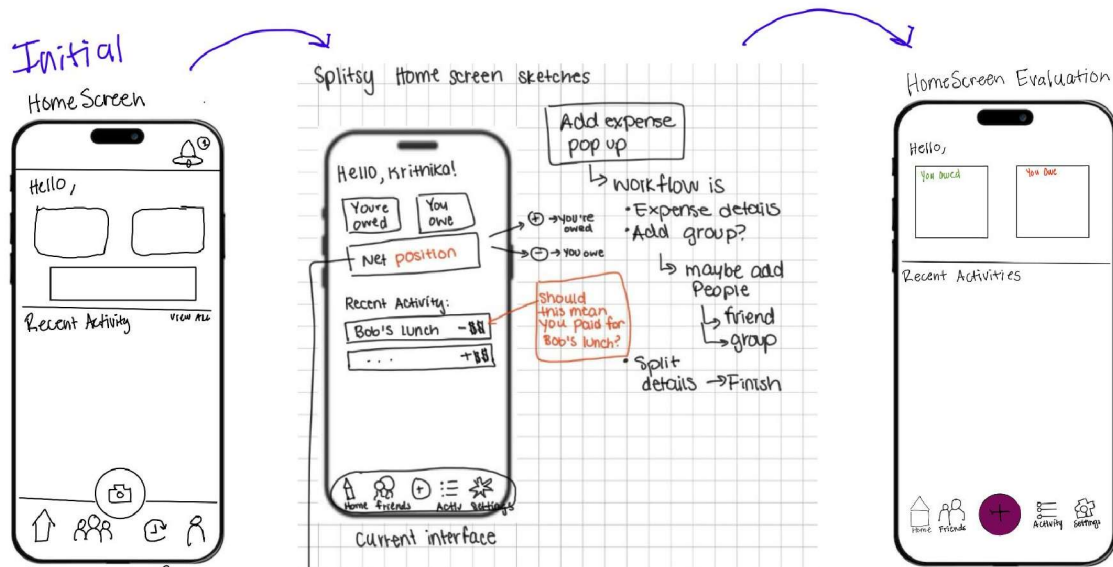 Initial
HomeScreen
Hello,
Recent Activity
VIEW ALL
Splitsy Home screen sketches
Hello, Krithika!
You're
owed
You
owe
Net position
+ → you're
owed
- → you owe
Recent Activity:
Bob's lunch -$$
... +$$
Should
this mean
you paid for
Bob's lunch?
Home
Friends
Activ
Settings
Current interface
Add expense
pop up
↳ workflow is
• Expense details
• Add group?
↳ maybe add
People
↳ friend
↳ group
• Split
details → Finish
HomeScreen Evaluation
Hello,
You owed
You owe
Recent Activities
Home
Friends
+
Activity
Settings